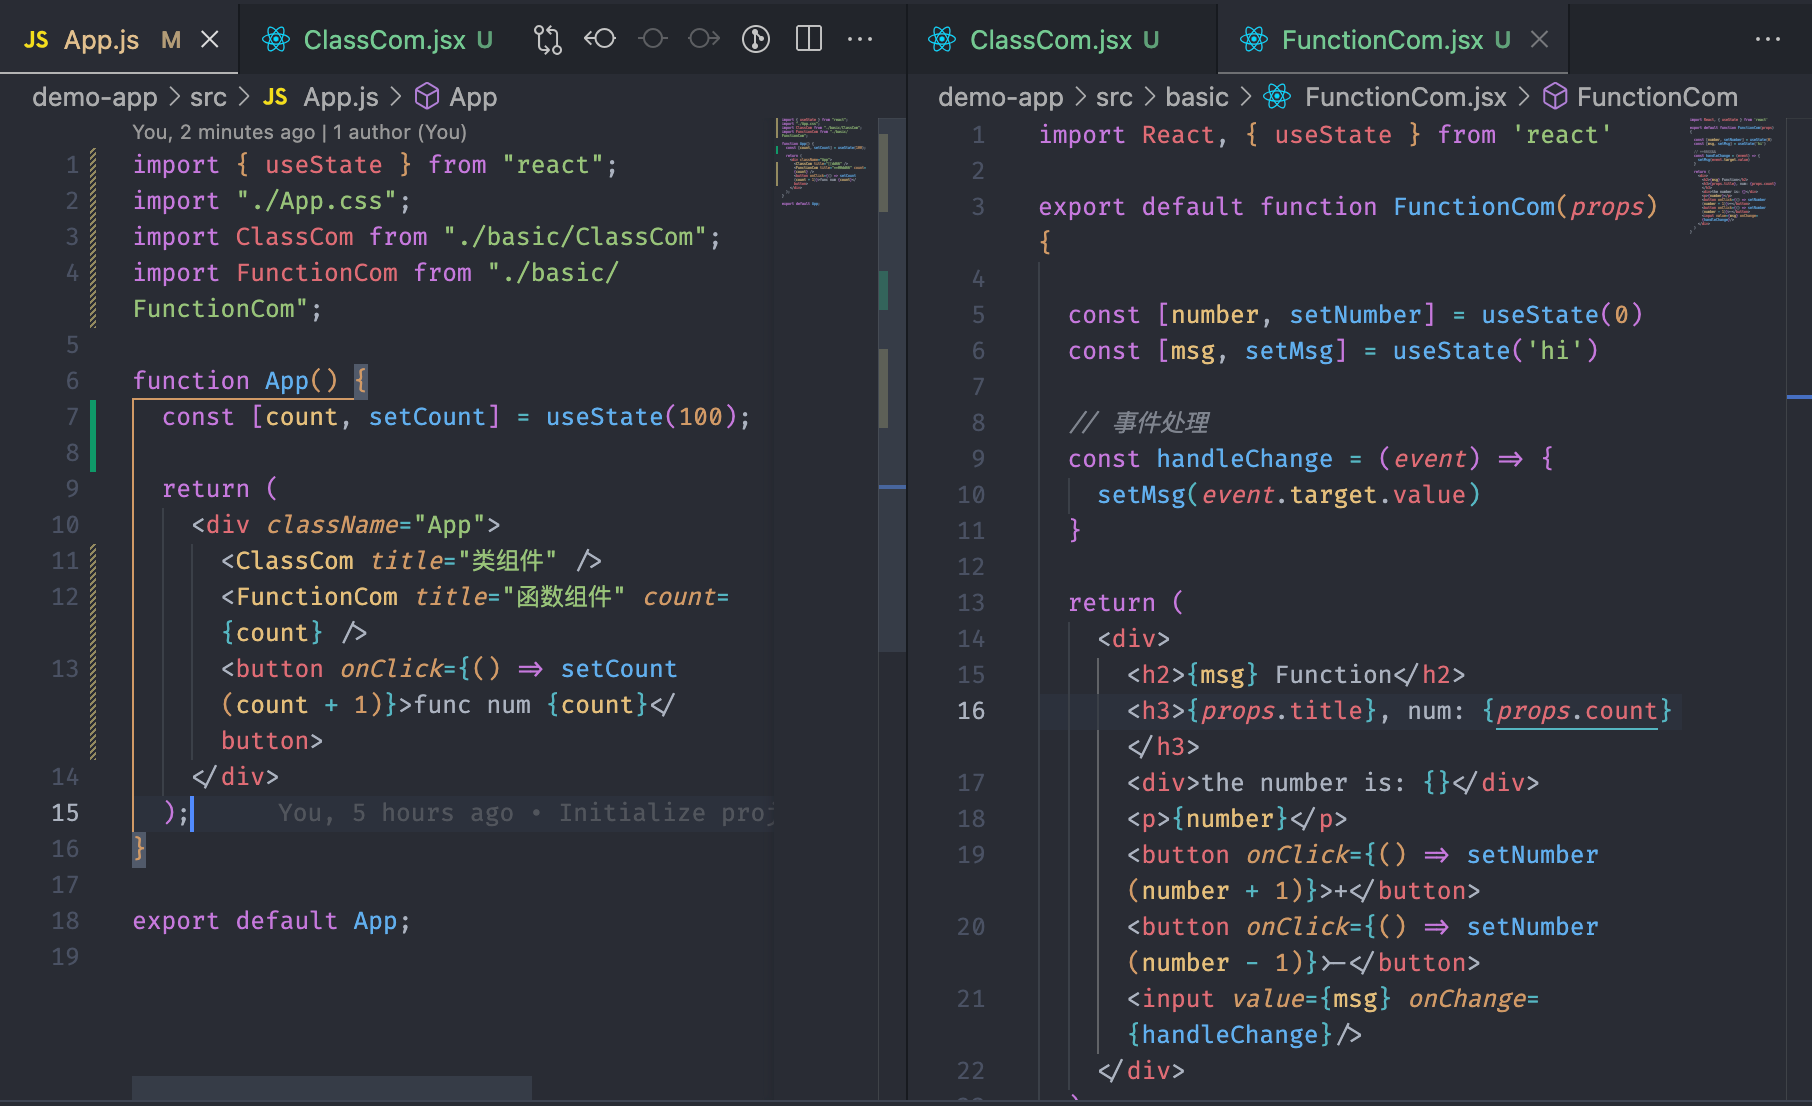 JS App.js M
ClassCom.jsx U
demo-app > src > JS App.js > App
You, 2 minutes ago | 1 author (You)
1 import { useState } from "react";
2 import "./App.css";
3 import ClassCom from "./basic/ClassCom";
4 import FunctionCom from "./basic/
FunctionCom";
5
6 function App() {
7 const [count, setCount] = useState(100);
8
9 return (
10 <div className="App">
11 <ClassCom title="类组件" />
12 <FunctionCom title="函数组件" count=
{count} />
13 <button onClick={() => setCount
(count + 1)}>func num {count}</
button>
14 </div>
15 ); You, 5 hours ago • Initialize proj
16 }
17
18 export default App;
19
ClassCom.jsx U
FunctionCom.jsx U
demo-app > src > basic > FunctionCom.jsx > FunctionCom
1 import React, { useState } from 'react'
2
3 export default function FunctionCom(props)
{
4
5 const [number, setNumber] = useState(0)
6 const [msg, setMsg] = useState('hi')
7
8 // 事件处理
9 const handleChange = (event) => {
10 setMsg(event.target.value)
11 }
12
13 return (
14 <div>
15 <h2>{msg} Function</h2>
16 <h3>{props.title}, num: {props.count}
</h3>
17 <div>the number is: {}</div>
18 <p>{number}</p>
19 <button onClick={() => setNumber
(number + 1)}>+</button>
20 <button onClick={() => setNumber
(number - 1)}>-</button>
21 <input value={msg} onChange=
{handleChange}/>
22 </div>